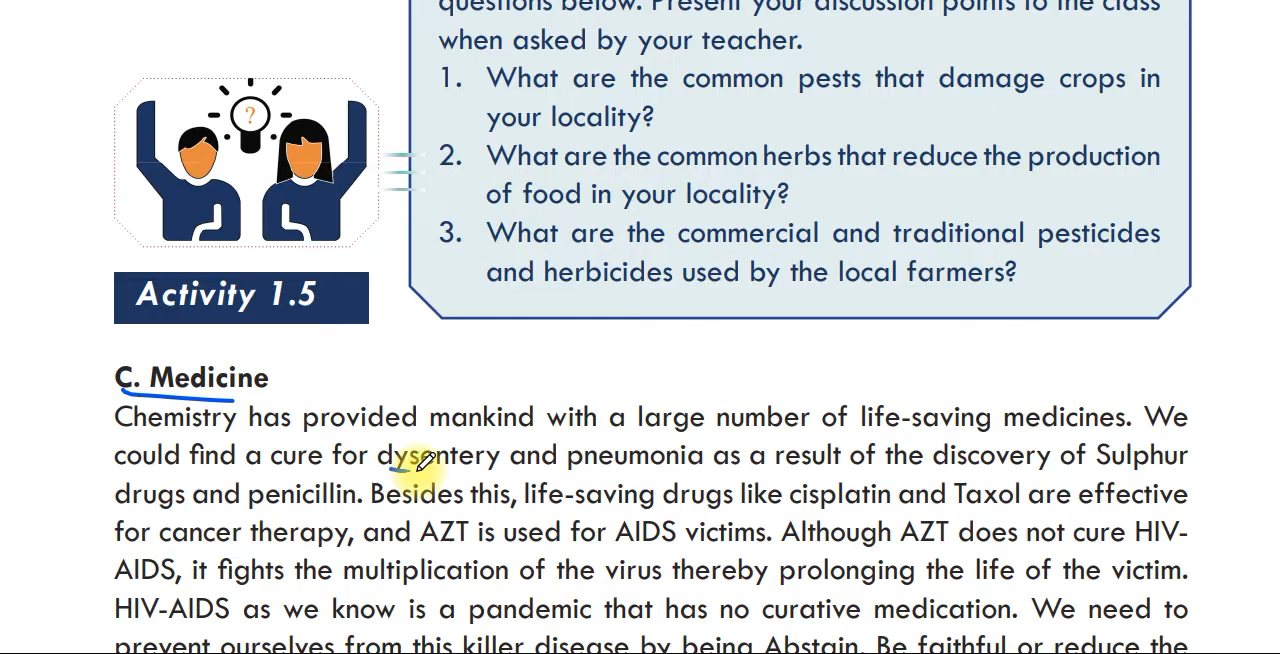 questions below. Present your discussion points to the class
when asked by your teacher.
1. What are the common pests that damage crops in
your locality?
2. What are the common herbs that reduce the production
of food in your locality?
3. What are the commercial and traditional pesticides
and herbicides used by the local farmers?
?
Activity 1.5
C. Medicine
Chemistry has provided mankind with a large number of life-saving medicines. We
could find a cure for dysentery and pneumonia as a result of the discovery of Sulphur
drugs and penicillin. Besides this, life-saving drugs like cisplatin and Taxol are effective
for cancer therapy, and AZT is used for AIDS victims. Although AZT does not cure HIV-
AIDS, it fights the multiplication of the virus thereby prolonging the life of the victim.
HIV-AIDS as we know is a pandemic that has no curative medication. We need to
prevent ourselves from this killer disease by being Abstain, Be faithful or reduce the